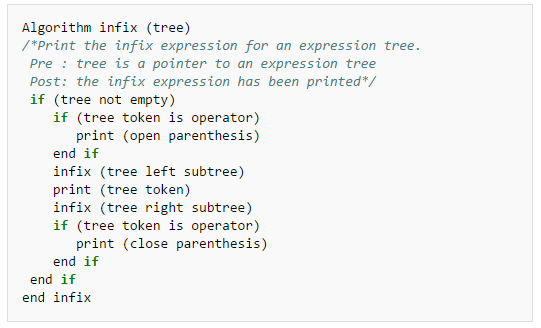 Algorithm infix (tree)
/*Print the infix expression for an expression tree.
Pre : tree is a pointer to an expression tree
Post: the infix expression has been printed*/
if (tree not empty)
if (tree token is operator)
print (open parenthesis)
end if
infix (tree left subtree)
print (tree token)
infix (tree right subtree)
if (tree token is operator)
print (close parenthesis)
end if
end if
end infix